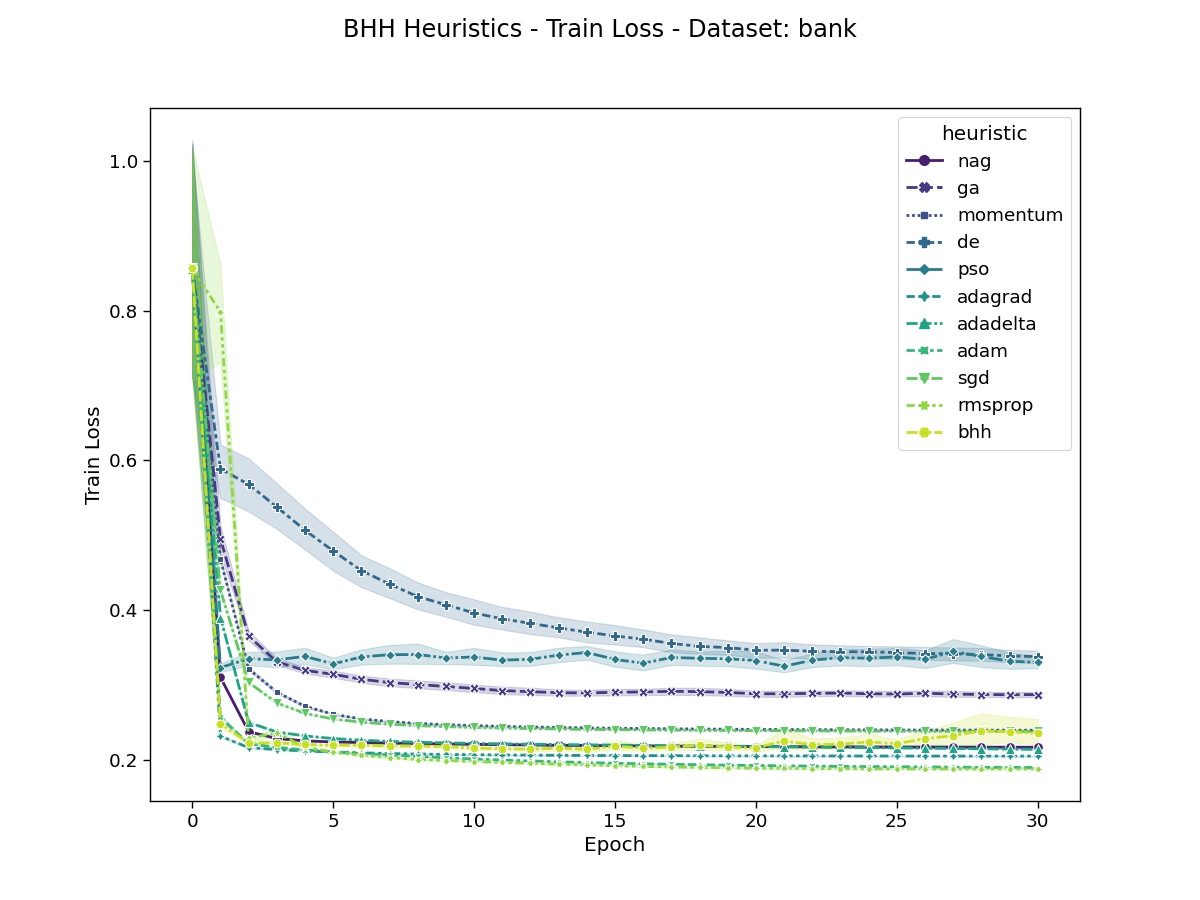 BHH Heuristics - Train Loss - Dataset: bank
heuristic
nag
ga
momentum
de
pso
adagrad
adadelta
adam
sgd
rmsprop
bhh
1.0
0.8
0.6
0.4
0.2
Train Loss
0 5 10 15 20 25 30
Epoch